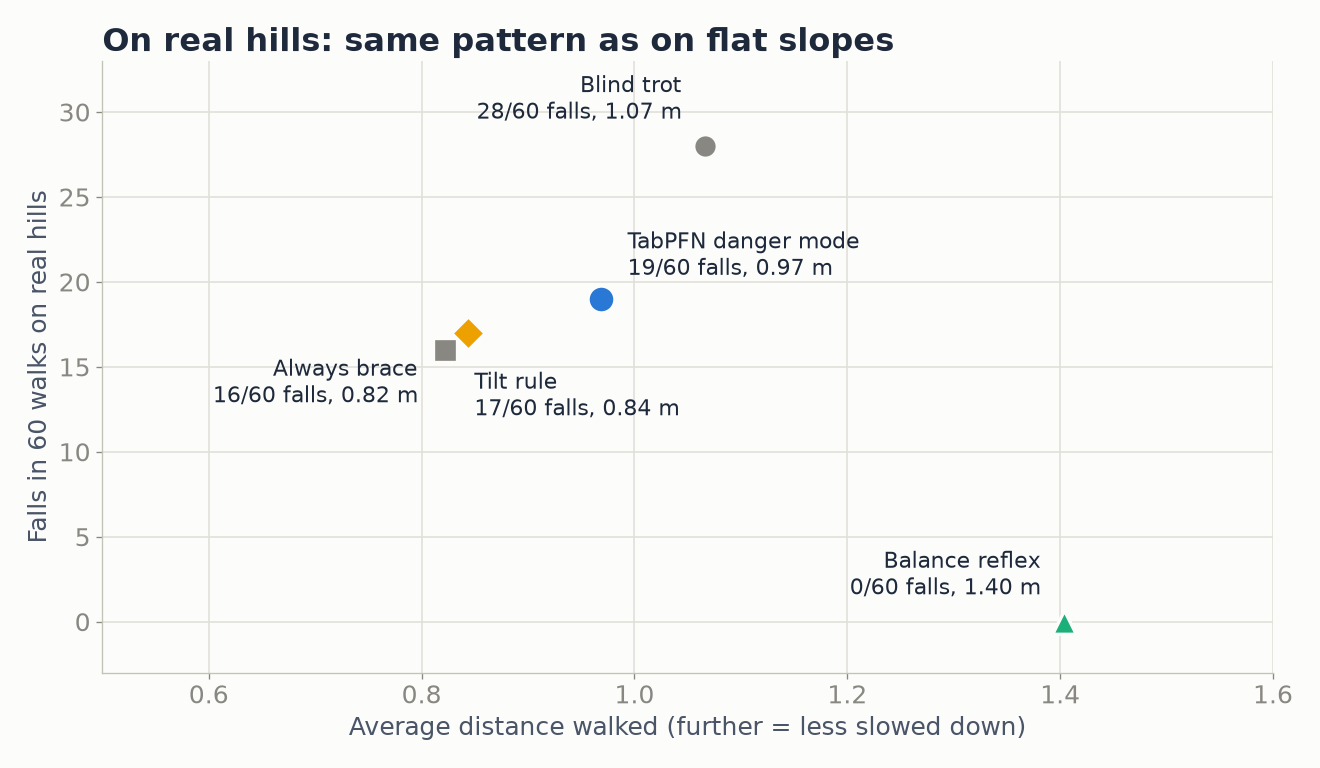 On real hills: same pattern as on flat slopes
Blind trot
28/60 falls, 1.07 m
TabPFN danger mode
19/60 falls, 0.97 m
Always brace
16/60 falls, 0.82 m
Tilt rule
17/60 falls, 0.84 m
Balance reflex
0/60 falls, 1.40 m
Falls in 60 walks on real hills
30
25
20
15
10
5
0
0.6
0.8
1.0
1.2
1.4
1.6
Average distance walked (further = less slowed down)